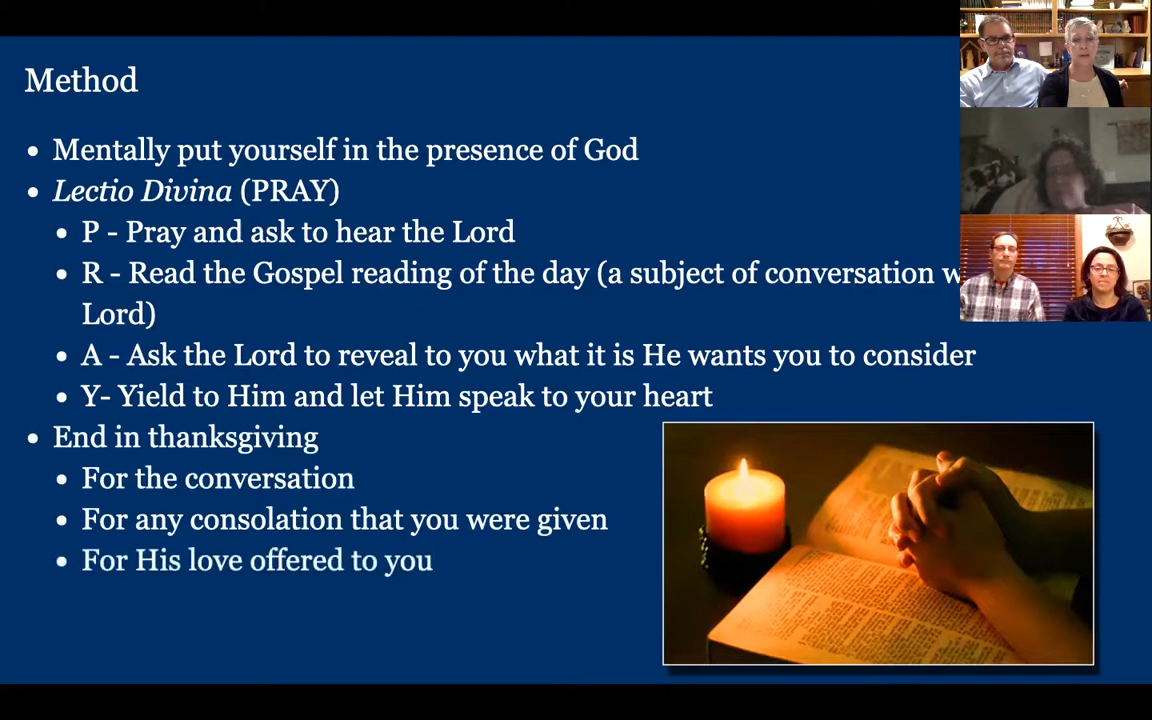 Method
• Mentally put yourself in the presence of God
• Lectio Divina (PRAY)
• P - Pray and ask to hear the Lord
• R - Read the Gospel reading of the day (a subject of conversation
Lord)
• A - Ask the Lord to reveal to you what it is He wants you to consider
• Y- Yield to Him and let Him speak to your heart
• End in thanksgiving
• For the conversation
• For any consolation that you were given
• For His love offered to you